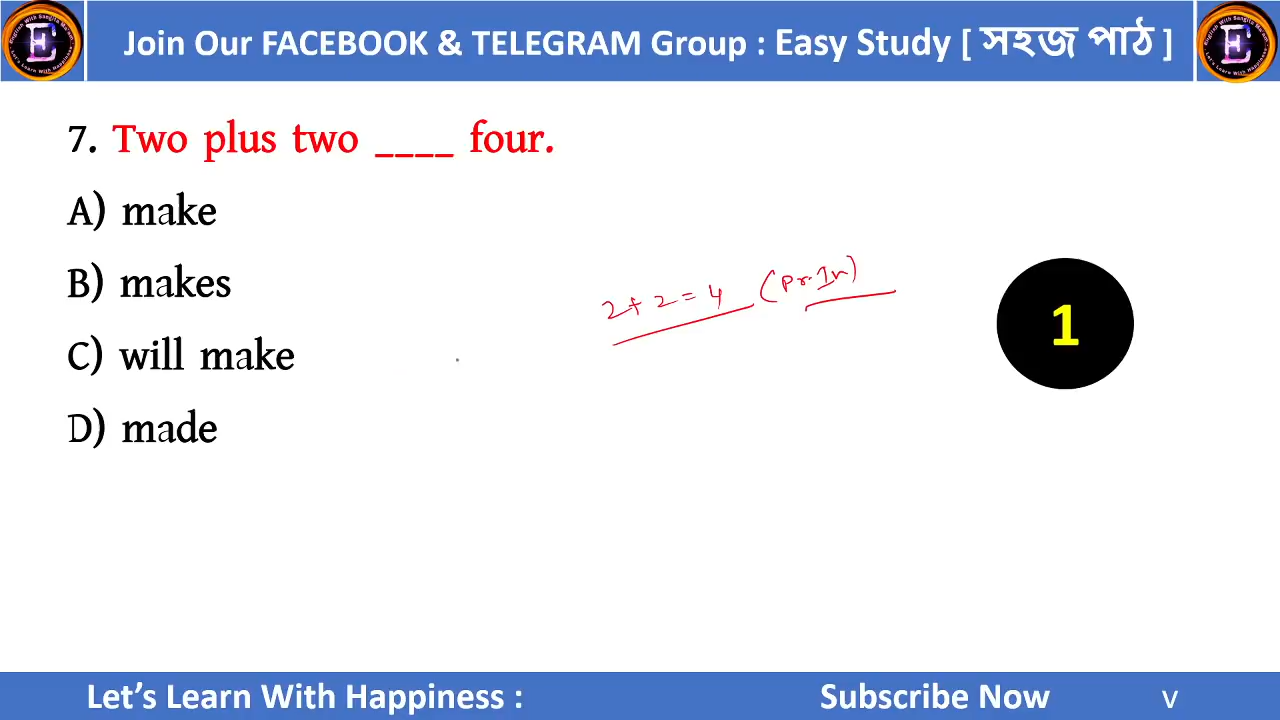 Join Our FACEBOOK & TELEGRAM Group : Easy Study [ সহজ পাঠ ]
7. Two plus two ____ four.
A) make
B) makes
2+2=4 (Pr.In)
1
C) will make
D) made
Let's Learn With Happiness :
Subscribe Now
v